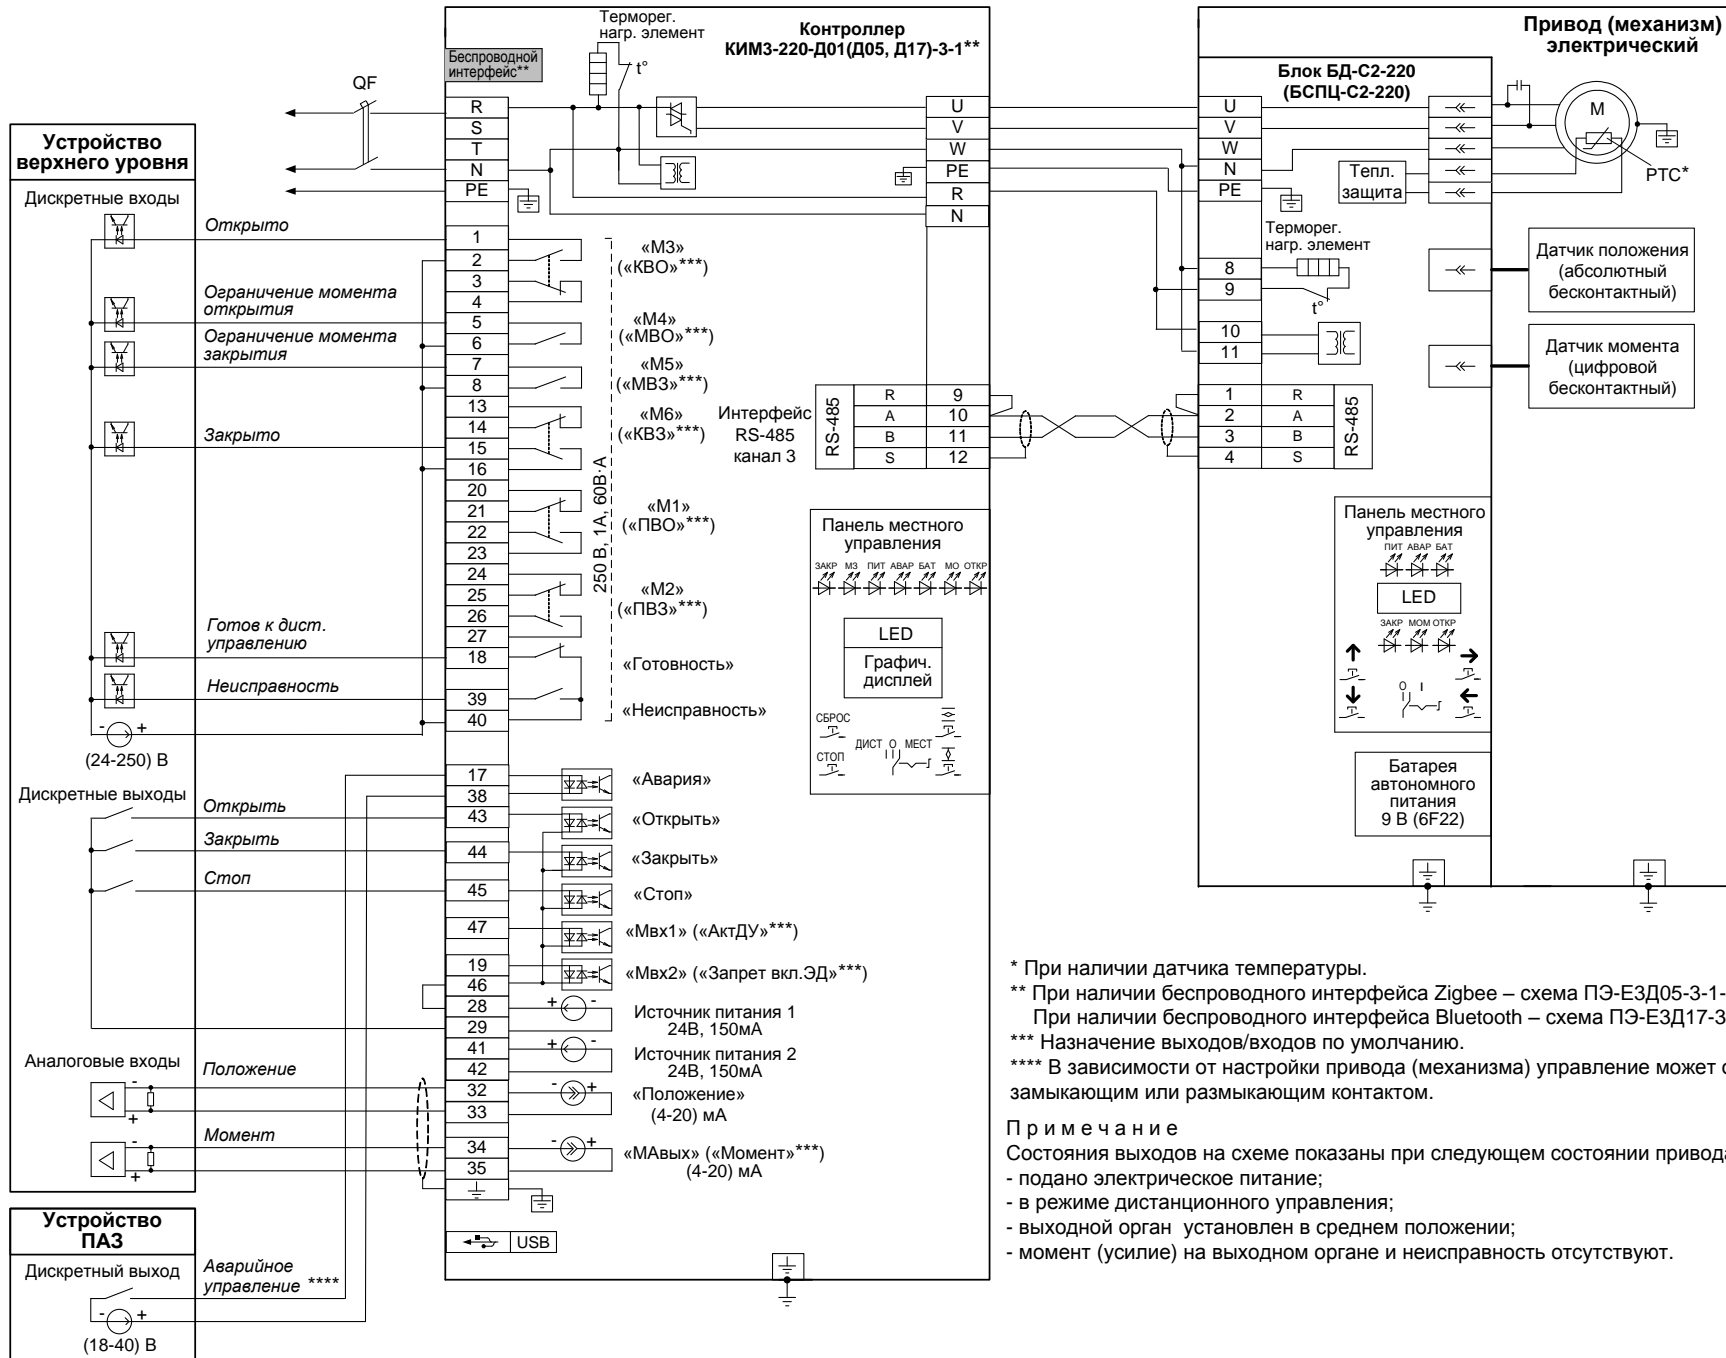 Устройство
верхнего уровня
Дискретные входы
Открыто
Ограничение момента
открытия
Ограничение момента
закрытия
Закрыто
Готов к дист.
управлению
Неисправность
- +
(24-250) В
Дискретные выходы
Открыть
Закрыть
Стоп
Аналоговые входы
Положение
-
+
Момент
-
+
Устройство
ПАЗ
Дискретный выход
Аварийное
управление ****
- +
(18-40) В
QF
Контроллер
КИМ3-220-Д01(Д05, Д17)-3-1**
Беспроводной
интерфейс**
Терморег.
нагр. элемент
t°
R
S
T
N
PE
1
2
3
4
5
6
7
8
13
14
15
16
20
21
22
23
24
25
26
27
18
39
40
17
38
43
44
45
47
19
46
28
29
41
42
32
33
34
35
USB
«М3»
(«КВО»***)
«М4»
(«МВО»***)
«М5»
(«МВЗ»***)
«М6»
(«КВЗ»***)
«М1»
(«ПВО»***)
«М2»
(«ПВЗ»***)
«Готовность»
«Неисправность»
250 В, 1А, 60В·А
«Авария»
«Открыть»
«Закрыть»
«Стоп»
«Мвх1» («АктДУ»***)
«Мвх2» («Запрет вкл.ЭД»***)
+ -
Источник питания 1
24В, 150мА
+ -
Источник питания 2
24В, 150мА
- +
«Положение»
(4-20) мА
- +
«МАвых» («Момент»***)
(4-20) мА
U
V
W
PE
R
N
Интерфейс
RS-485
канал 3
RS-485
R 9
A 10
B 11
S 12
Панель местного
управления
ЗАКР МЗ ПИТ АВАР БАТ МО ОТКР
LED
Графич.
дисплей
СБРОС
СТОП
ДИСТ О МЕСТ
Привод (механизм)
электрический
Блок БД-С2-220
(БСПЦ-С2-220)
U
V
W
N
PE
Тепл.
защита
M
PTC*
Терморег.
нагр. элемент
t°
8
9
10
11
1 R
2 A
3 B
4 S
RS-485
Датчик положения
(абсолютный
бесконтактный)
Датчик момента
(цифровой
бесконтактный)
Панель местного
управления
ПИТ АВАР БАТ
LED
ЗАКР МОМ ОТКР
О I
Батарея
автономного
питания
9 В (6F22)
* При наличии датчика температуры.
** При наличии беспроводного интерфейса Zigbee – схема ПЭ-Е3Д05-3-1-
При наличии беспроводного интерфейса Bluetooth – схема ПЭ-Е3Д17-3
*** Назначение выходов/входов по умолчанию.
**** В зависимости от настройки привода (механизма) управление может о
замыкающим или размыкающим контактом.
П р и м е ч а н и е
Состояния выходов на схеме показаны при следующем состоянии привода
- подано электрическое питание;
- в режиме дистанционного управления;
- выходной орган установлен в среднем положении;
- момент (усилие) на выходном органе и неисправность отсутствуют.